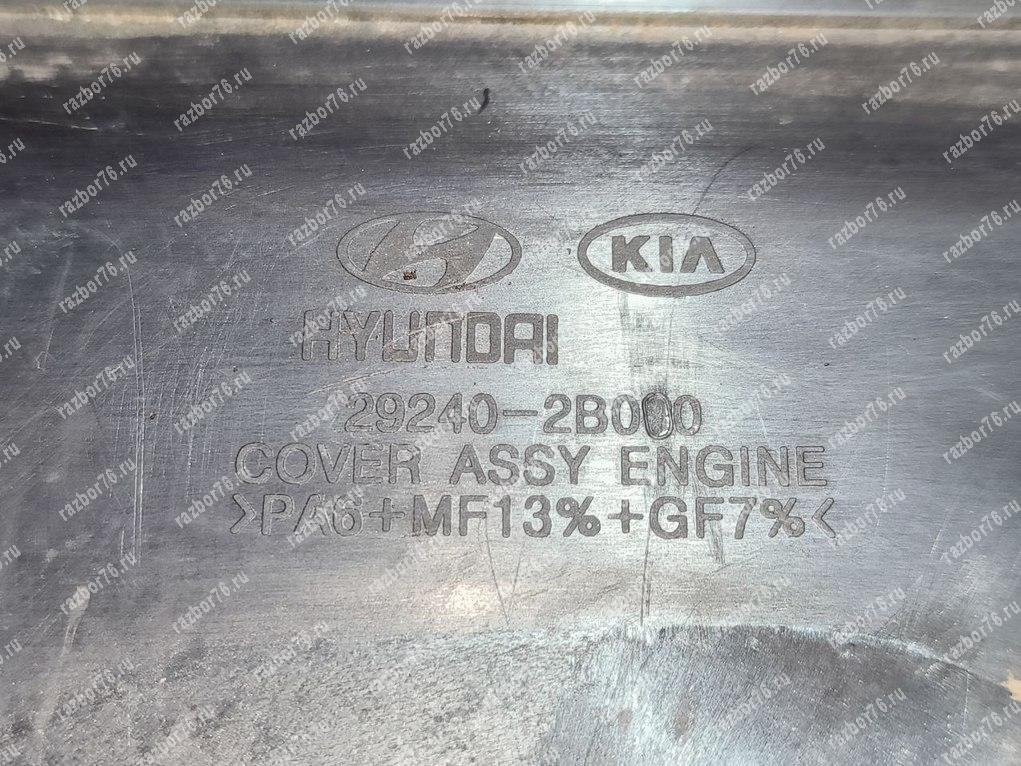 KIA
HYUNDAI
29240-2B000
COVER ASSY ENGINE
>PA6+MF13%+GF7%<
razbor76.ru